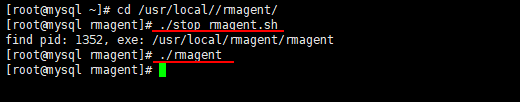 [root@mysql ~]# cd /usr/local//rmagent/
[root@mysql rmagent]# ./stop_rmagent.sh
find pid: 1352, exe: /usr/local/rmagent/rmagent
[root@mysql rmagent]# ./rmagent
[root@mysql rmagent]#